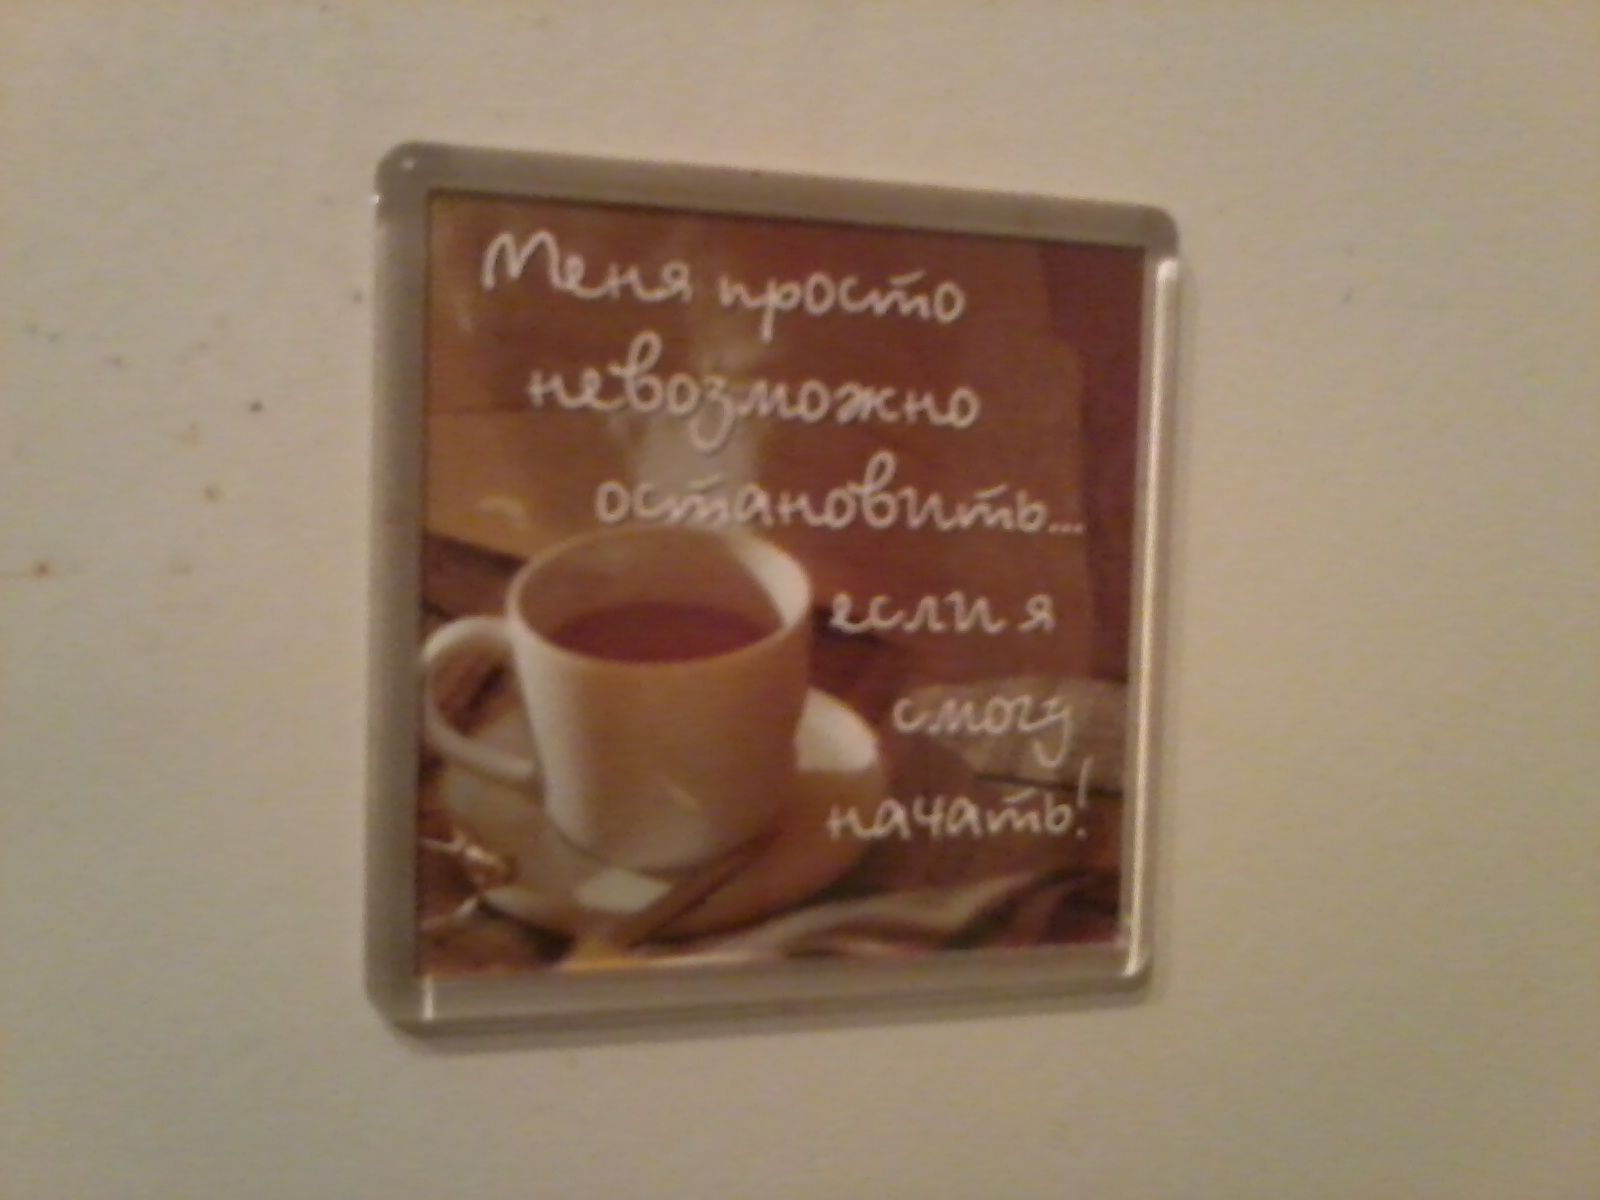 Меня просто
невозможно
остановить...
если я
смогу
начать!